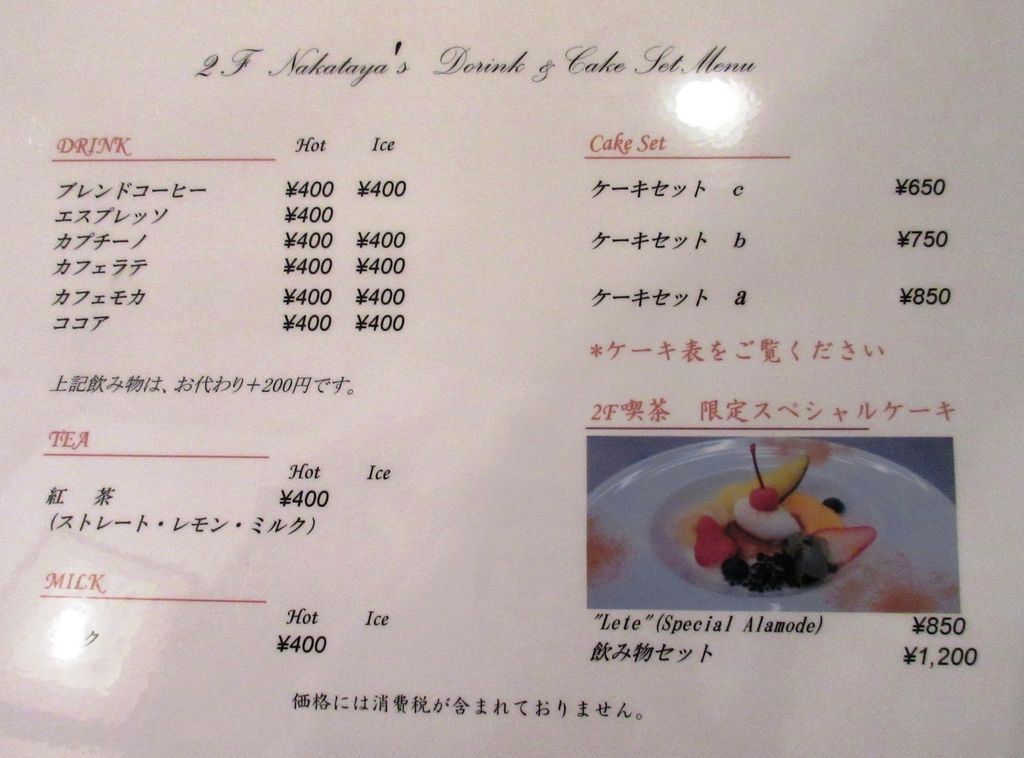 2F Nakataya's Dorink & Cake Set Menu
DRINK Hot Ice
ブレンドコーヒー ¥400 ¥400
エスプレッソ ¥400
カプチーノ ¥400 ¥400
カフェラテ ¥400 ¥400
カフェモカ ¥400 ¥400
ココア ¥400 ¥400
上記飲み物は、お代わり＋200円です。
TEA
Hot Ice
紅 茶 ¥400
(ストレート・レモン・ミルク)
MILK
Hot Ice
ク ¥400
Cake Set
ケーキセット c ¥650
ケーキセット b ¥750
ケーキセット a ¥850
*ケーキ表をご覧ください
2F喫茶 限定スペシャルケーキ
"Lete"(Special Alamode) ¥850
飲み物セット ¥1,200
価格には消費税が含まれておりません。